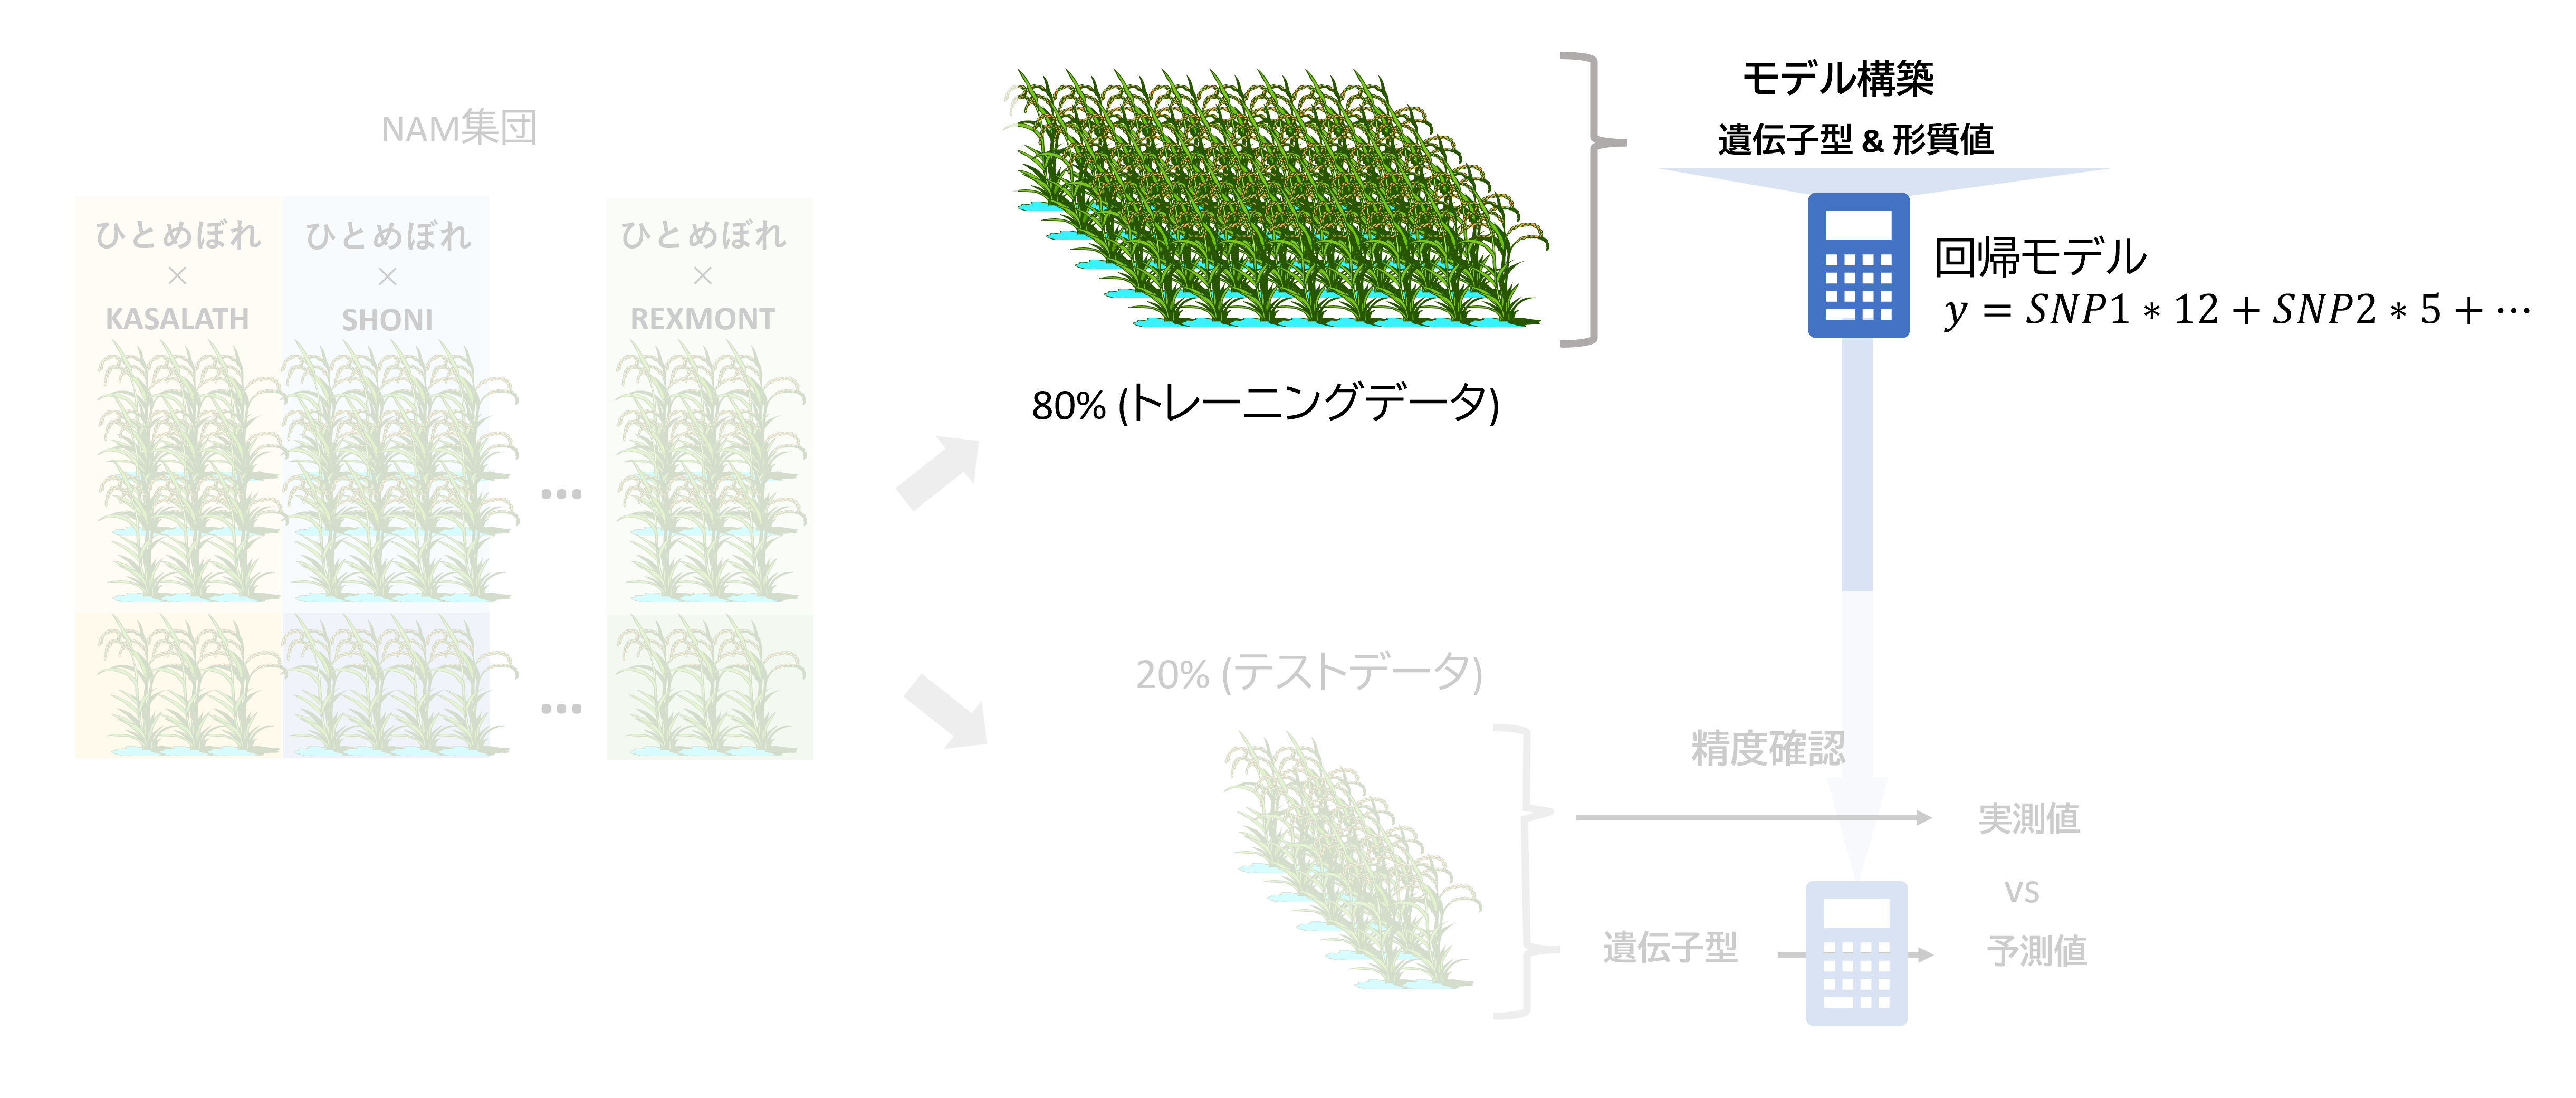 NAM集団
ひとめぼれ
×
KASALATH
ひとめぼれ
×
SHONI
...
ひとめぼれ
×
REXMONT
...
80% (トレーニングデータ)
モデル構築
遺伝子型 & 形質値
回帰モデル
y = SNP1 * 12 + SNP2 * 5 + ⋯
20% (テストデータ)
精度確認
実測値
vs
遺伝子型
予測値